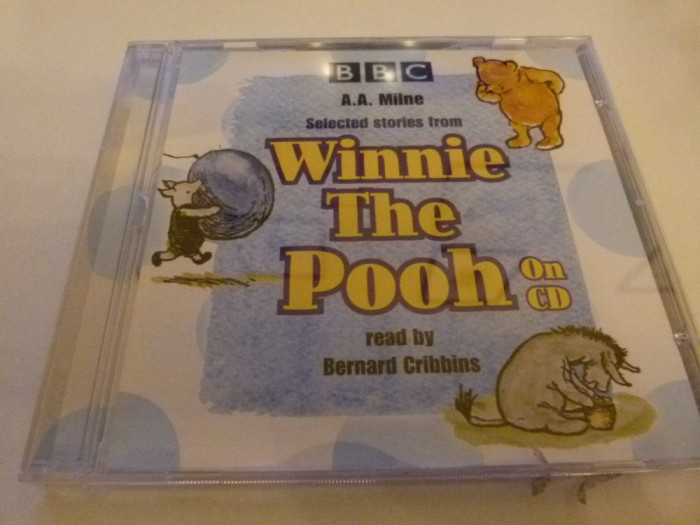 BBC
A.A. Milne
Selected stories from
Winnie
The
Pooh
On
CD
read by
Bernard Cribbins